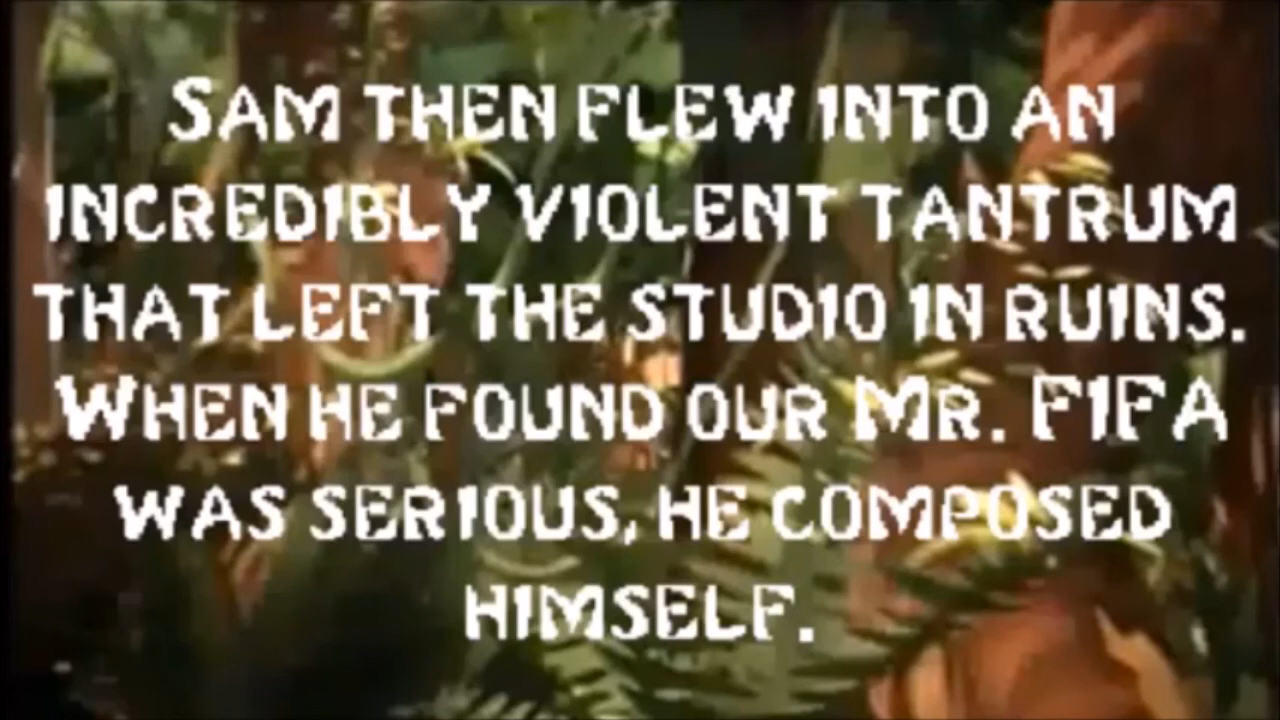 SAM THEN FLEW INTO AN
INCREDIBLY VIOLENT TANTRUM
THAT LEFT THE STUDIO IN RUINS.
WHEN HE FOUND OUR MR. FIFA
WAS SERIOUS, HE COMPOSED
HIMSELF.